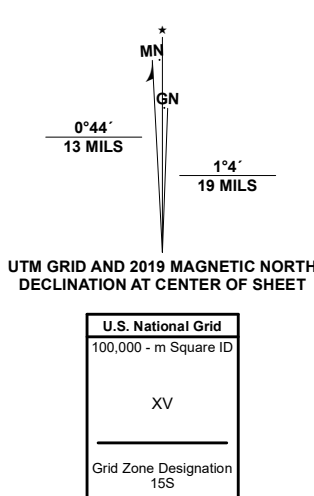 ★
MN
GN
0°44´
13 MILS
1°4´
19 MILS
UTM GRID AND 2019 MAGNETIC NORTH
DECLINATION AT CENTER OF SHEET
U.S. National Grid
100,000 - m Square ID
XV
Grid Zone Designation
15S